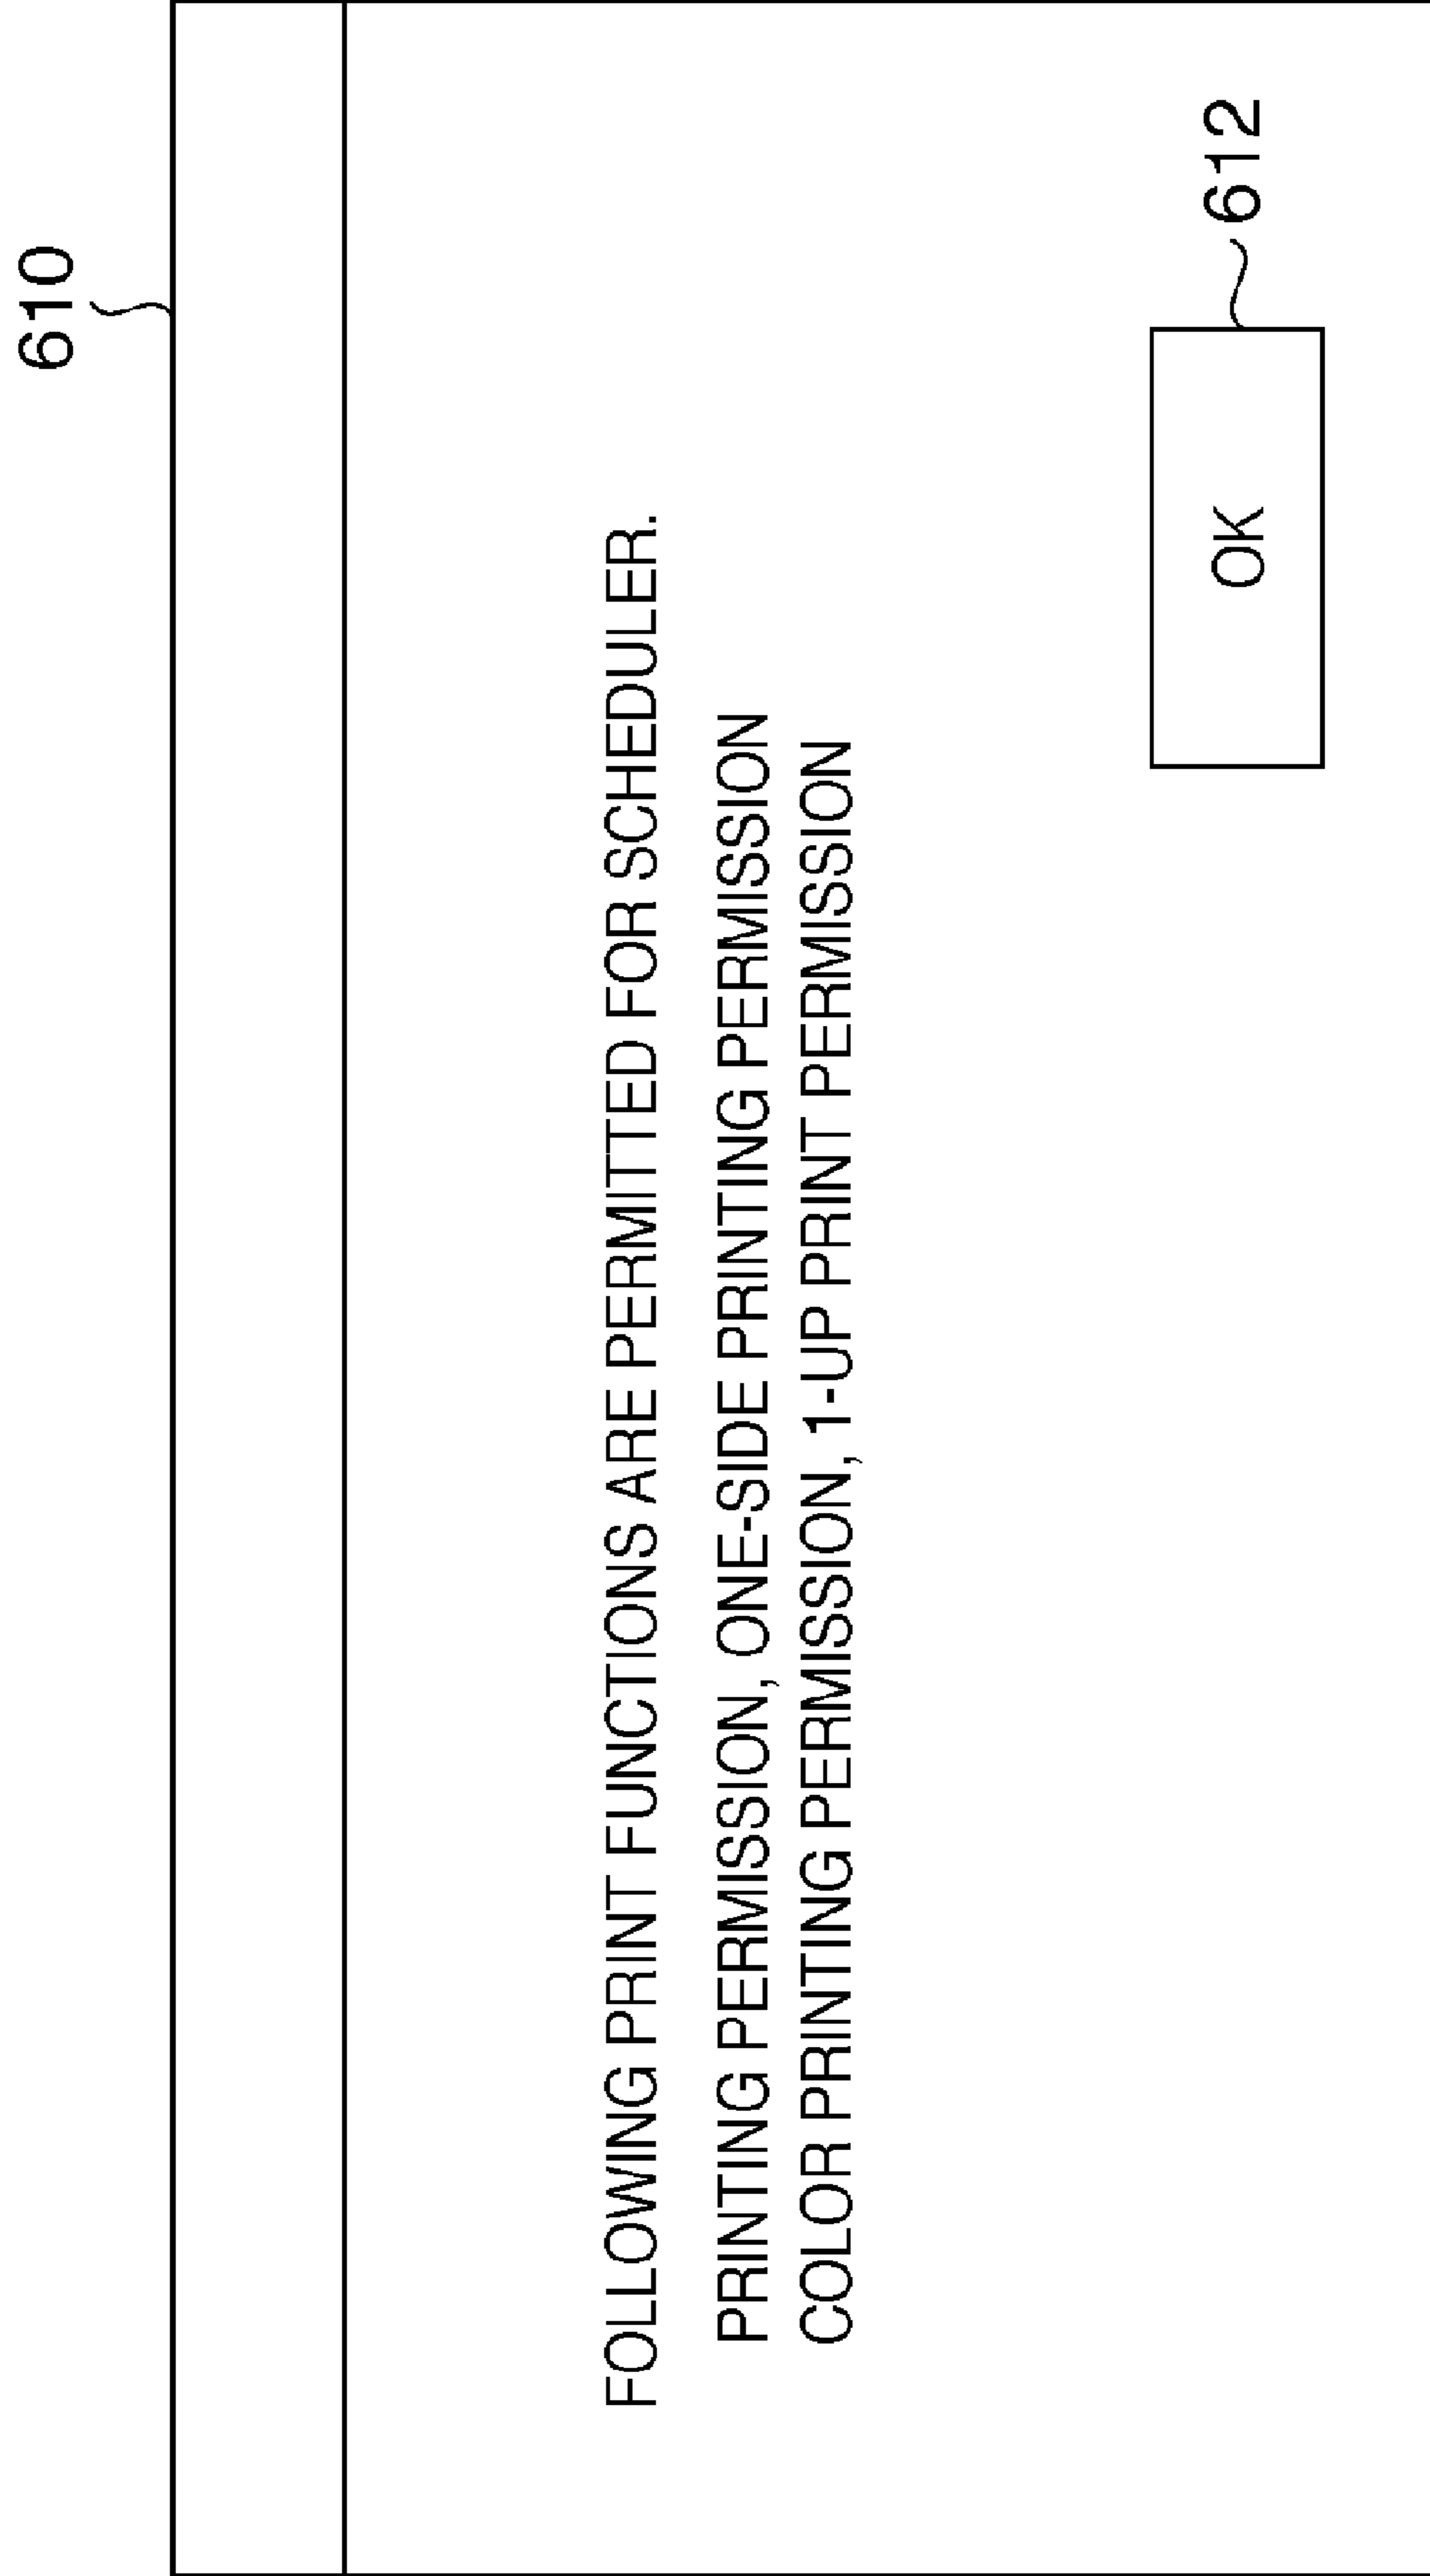 610
FOLLOWING PRINT FUNCTIONS ARE PERMITTED FOR SCHEDULER.
PRINTING PERMISSION, ONE-SIDE PRINTING PERMISSION
COLOR PRINTING PERMISSION, 1-UP PRINT PERMISSION
OK
612